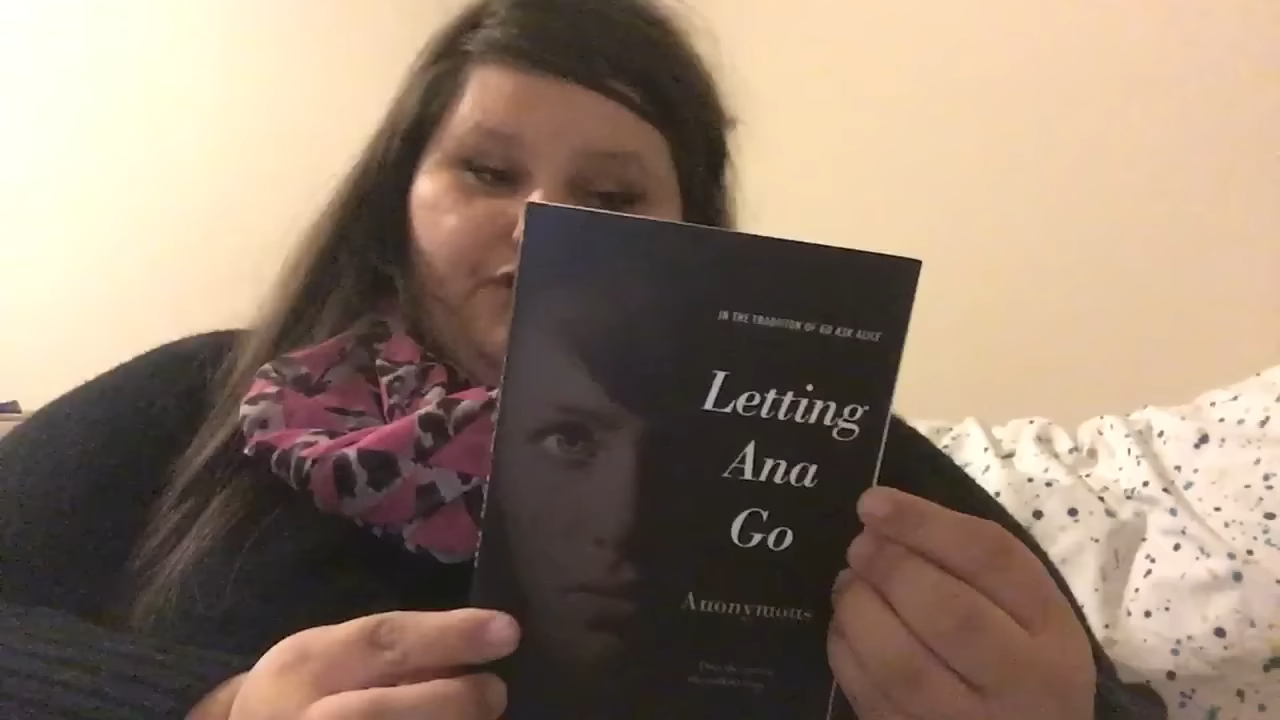 IN THE TRADITION OF GO ASK ALICE
Letting
Ana
Go
Anonymous